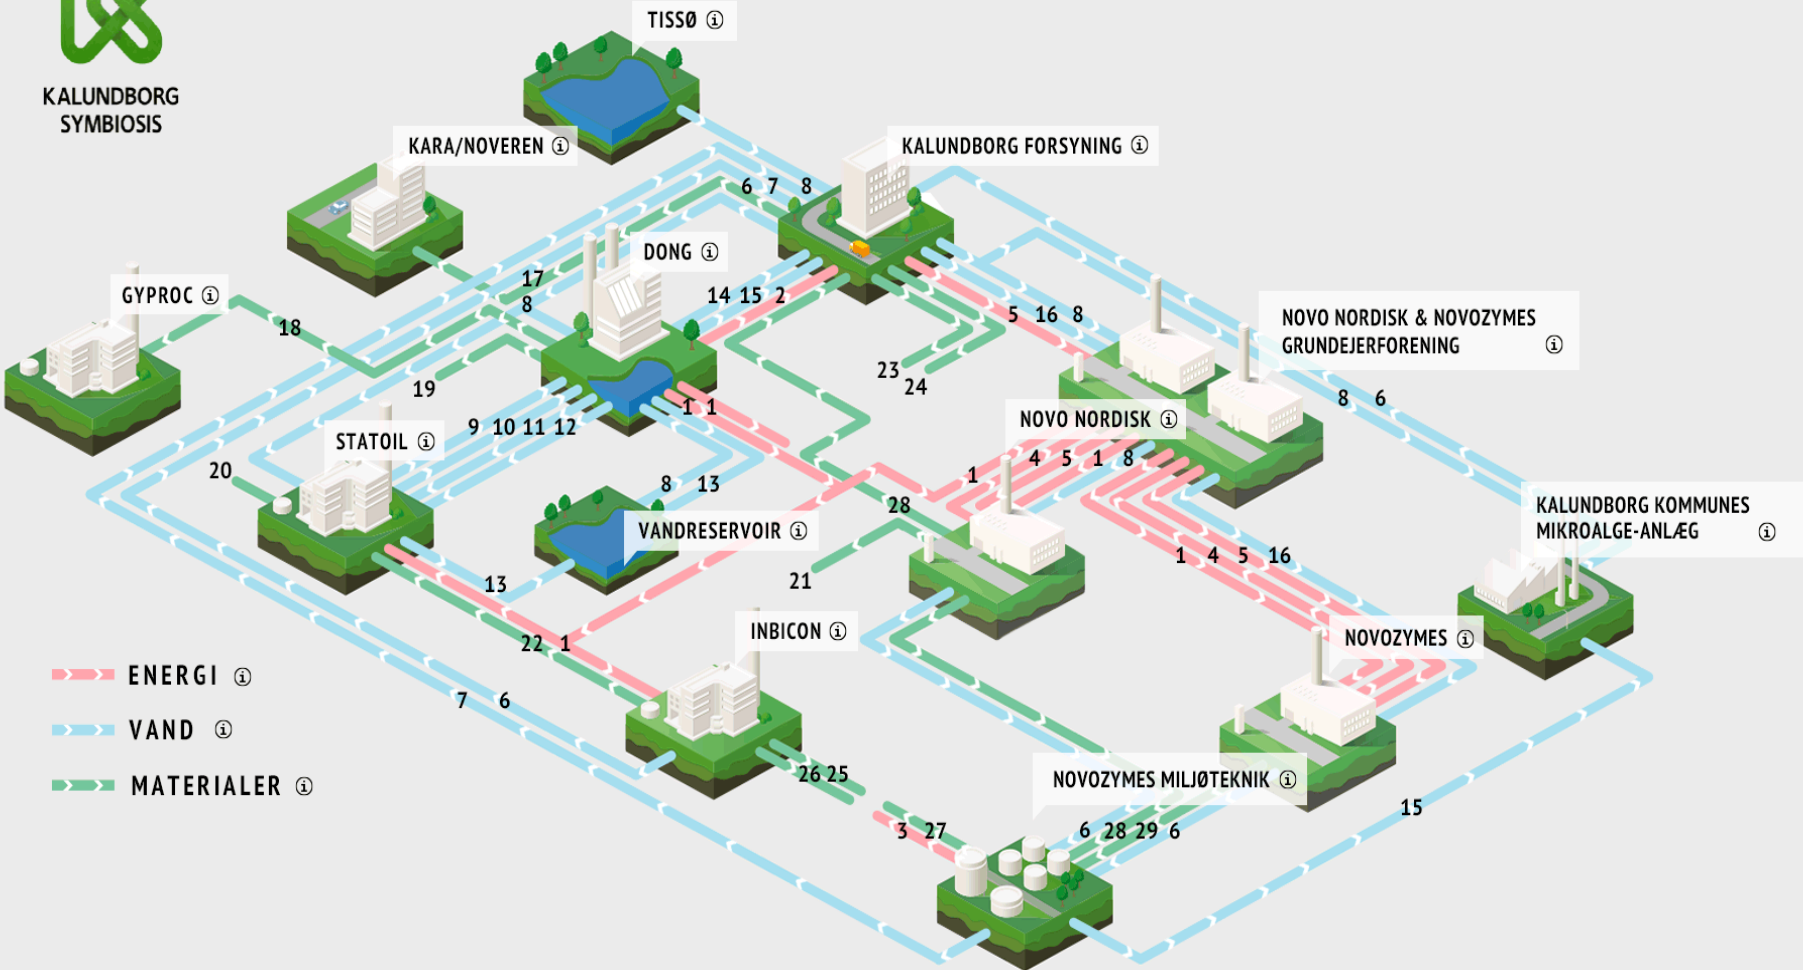 KALUNDBORG
SYMBIOSIS
TISSØ
KARA/NOVEREN
KALUNDBORG FORSYNING
6 7 8
DONG
17
8
GYPROC
18
14 15 2
5 16 8
NOVO NORDISK & NOVOZYMES
GRUNDEJERFORENING
19
23
24
8 6
1 1
NOVO NORDISK
9 10 11 12
STATOIL
20
8 13
1
4 5 1 8
28
VANDRESERVOIR
KALUNDBORG KOMMUNES
MIKROALGE-ANLÆG
21
13
1 4 5 16
22 1
INBICON
NOVOZYMES
ENERGI
7 6
VAND
MATERIALER
26 25
NOVOZYMES MILJØTEKNIK
15
3 27
6 28 29 6